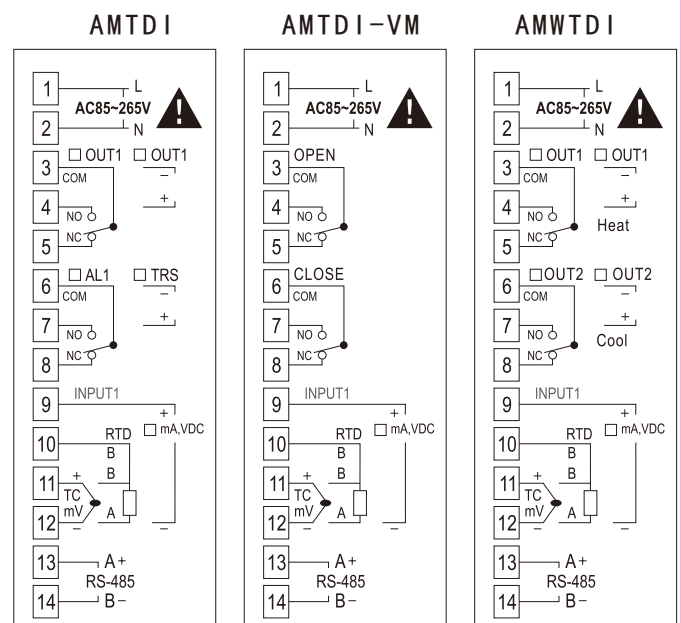 AMTDI
1 L
AC85~265V
2 N
3 □ OUT1 □ OUT1
COM −
4 +
NO
5 NC
6 □ AL1 □ TRS
COM −
7 +
NO
8 NC
9 INPUT1
+
□ mA,VDC
10 RTD
B
11 + B
TC
mV
12 − A −
13 A+
RS-485
14 B−
AMTDI-VM
1 L
AC85~265V
2 N
3 OPEN
COM
4 NO
5 NC
6 CLOSE
COM
7 NO
8 NC
9 INPUT1
+
□ mA,VDC
10 RTD
B
11 + B
TC
mV
12 − A −
13 A+
RS-485
14 B−
AMWTDI
1 L
AC85~265V
2 N
3 □ OUT1 □ OUT1
COM −
4 +
NO
Heat
5 NC
6 □ OUT2 □ OUT2
COM −
7 +
NO
Cool
8 NC
9 INPUT1
+
□ mA,VDC
10 RTD
B
11 + B
TC
mV
12 − A −
13 A+
RS-485
14 B−